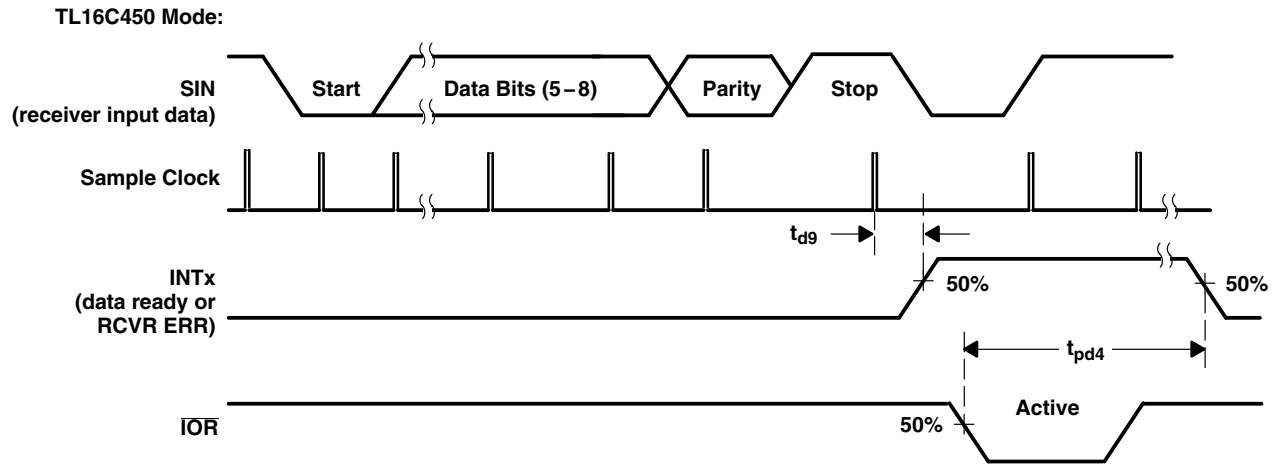 TL16C450 Mode:
SIN
(receiver input data)
Start
Data Bits (5–8)
Parity
Stop
Sample Clock
td9
INTx
(data ready or
RCVR ERR)
50%
50%
tpd4
IOR
50%
Active